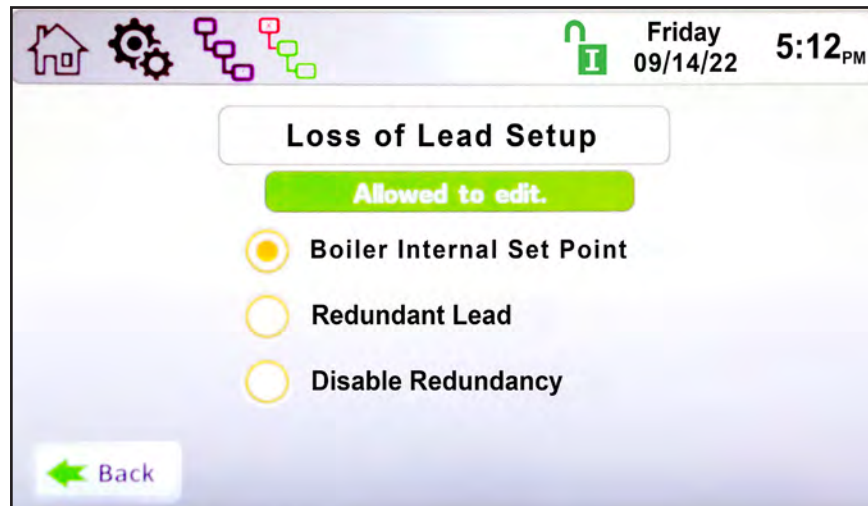 Friday
09/14/22
5:12PM
I
Loss of Lead Setup
Allowed to edit.
Boiler Internal Set Point
Redundant Lead
Disable Redundancy
Back